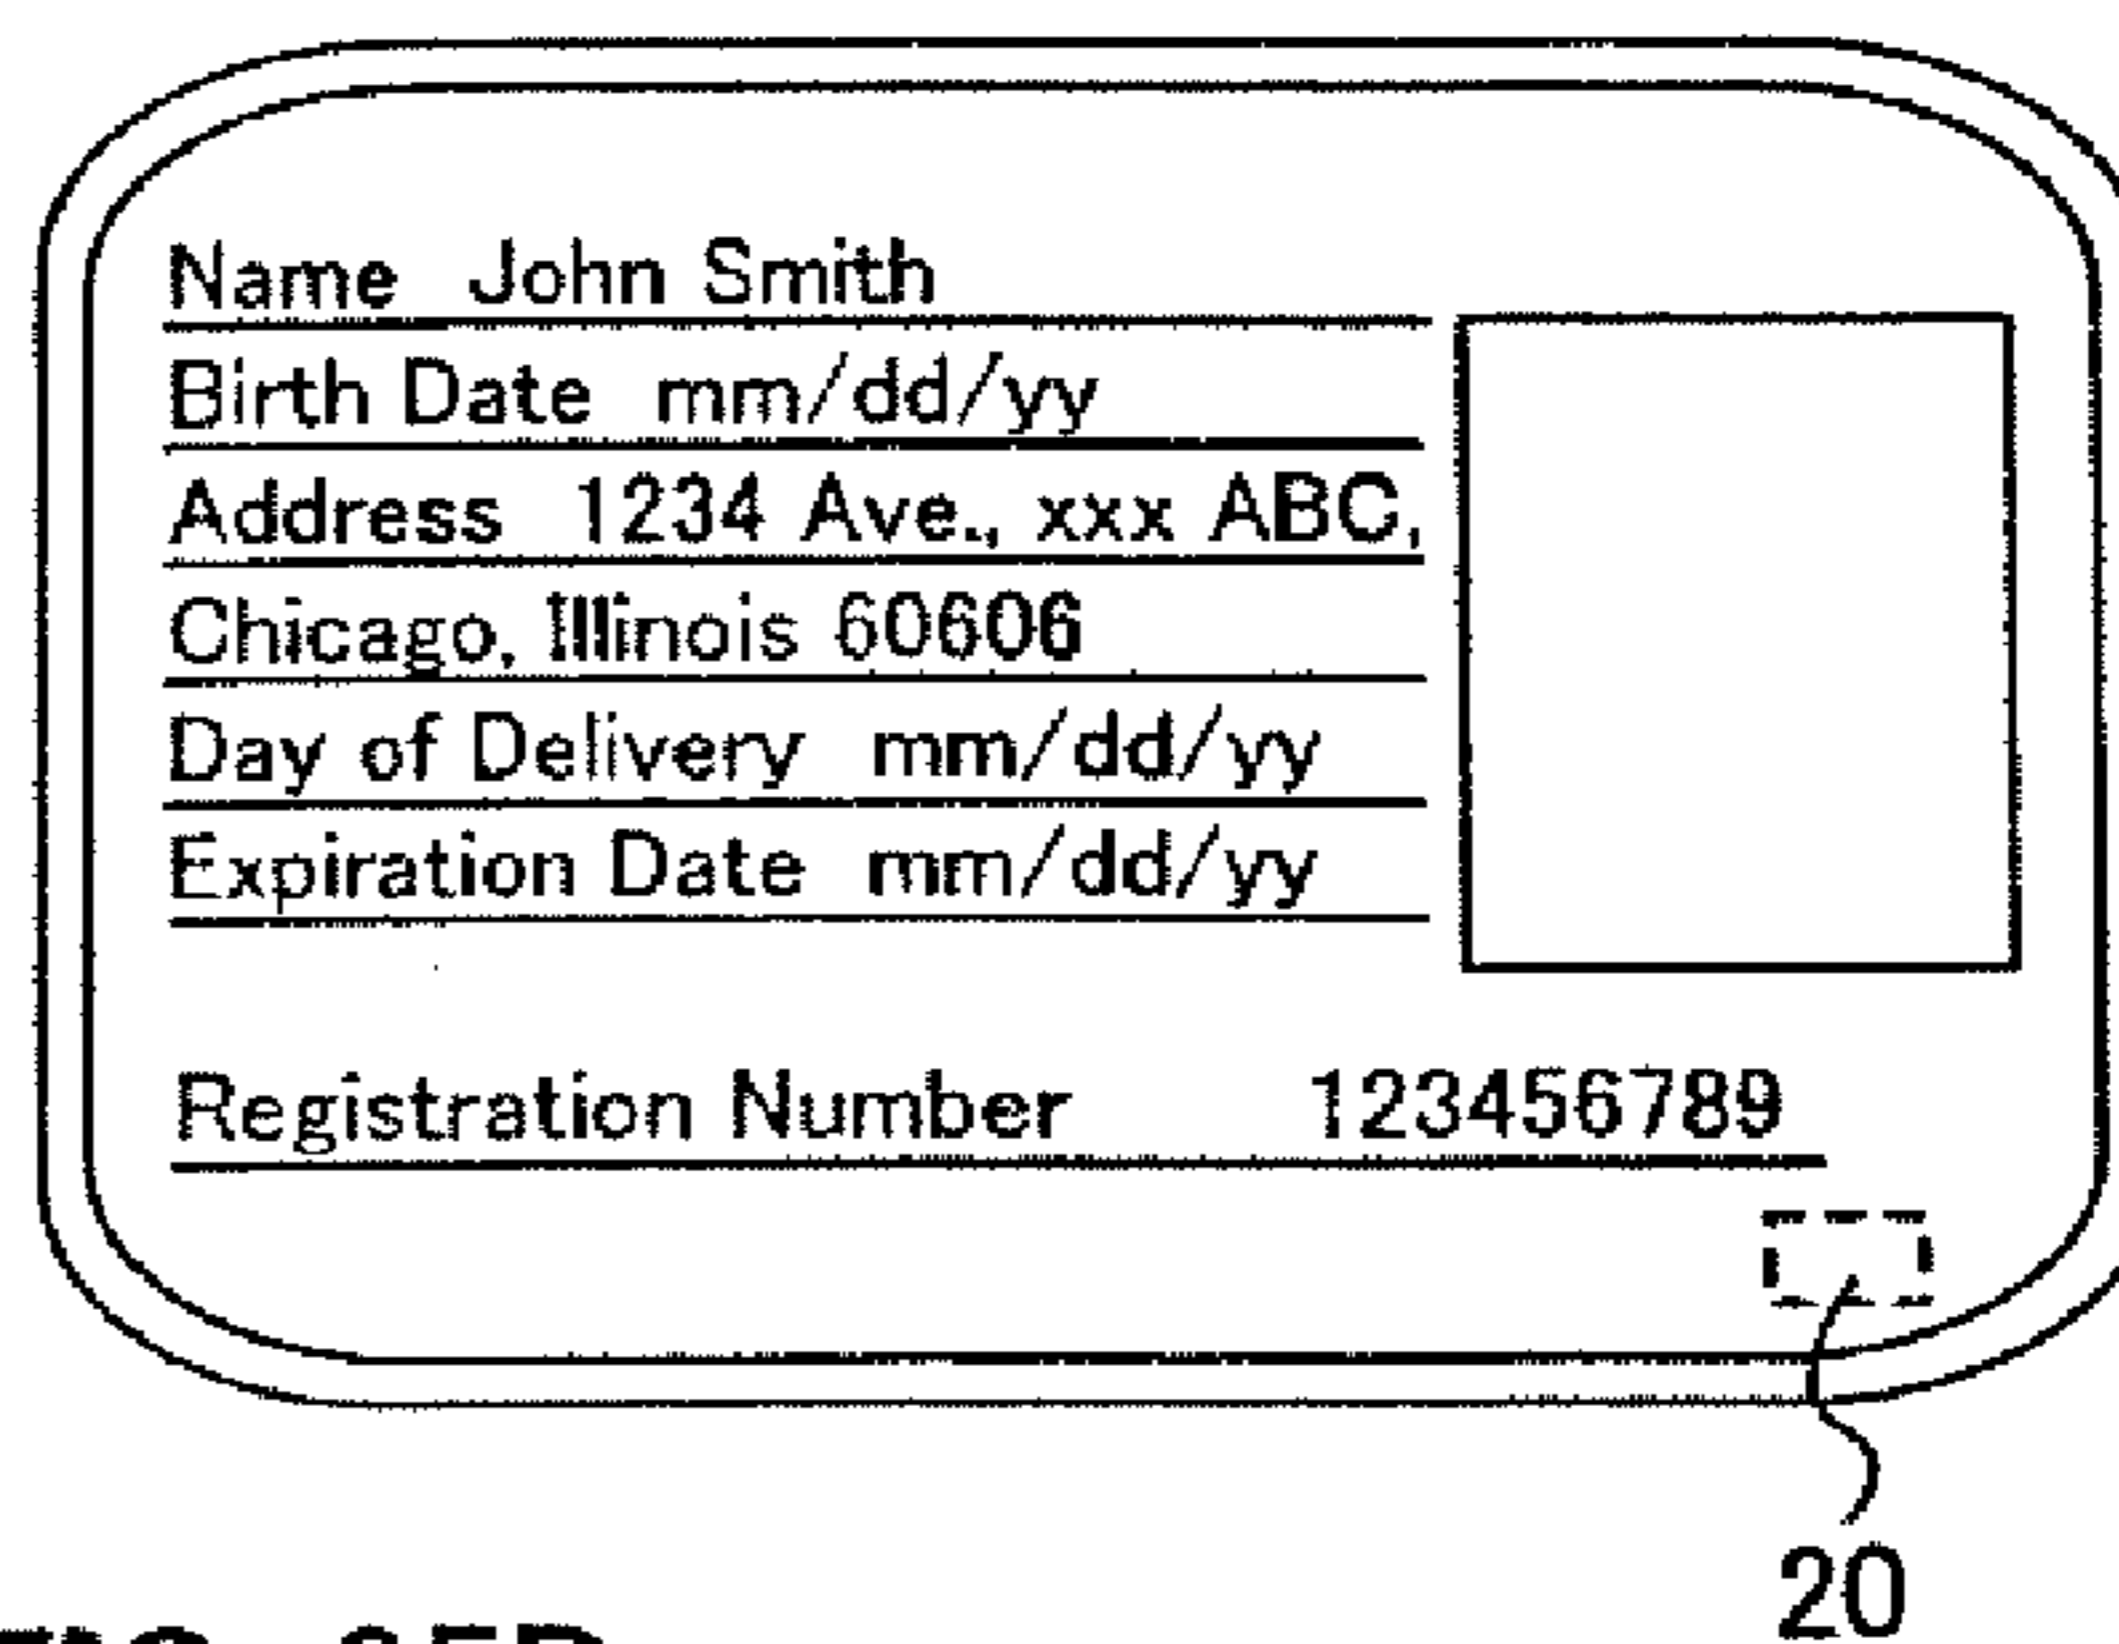 Name John Smith
Birth Date mm/dd/yy
Address 1234 Ave., xxx ABC,
Chicago, Illinois 60606
Day of Delivery mm/dd/yy
Expiration Date mm/dd/yy
Registration Number 123456789
20